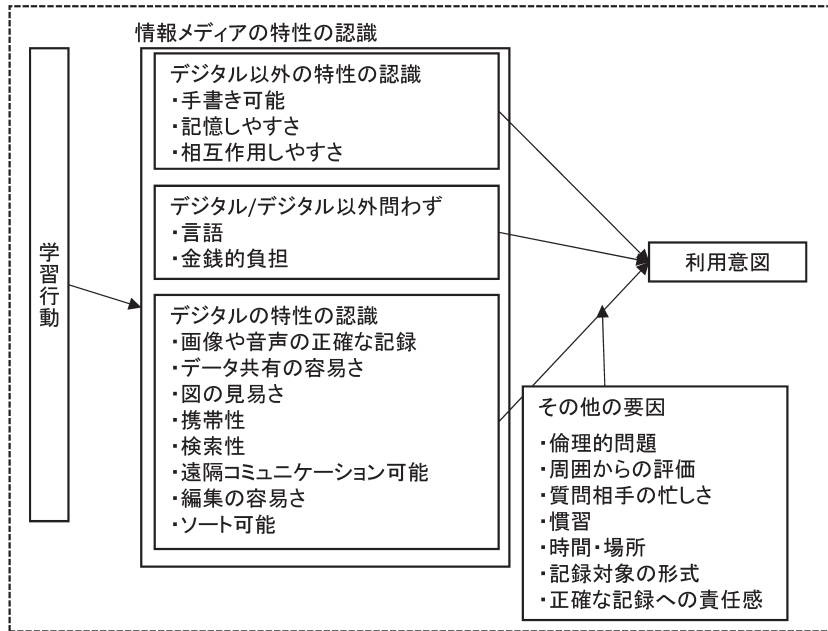 情報メディアの特性の認識
学習行動
デジタル以外の特性の認識
・手書き可能
・記憶しやすさ
・相互作用しやすさ
デジタル/デジタル以外問わず
・言語
・金銭的負担
デジタルの特性の認識
・画像や音声の正確な記録
・データ共有の容易さ
・図の見易さ
・携帯性
・検索性
・遠隔コミュニケーション可能
・編集の容易さ
・ソート可能
利用意図
その他の要因
・倫理的問題
・周囲からの評価
・質問相手の忙しさ
・慣習
・時間・場所
・記録対象の形式
・正確な記録への責任感